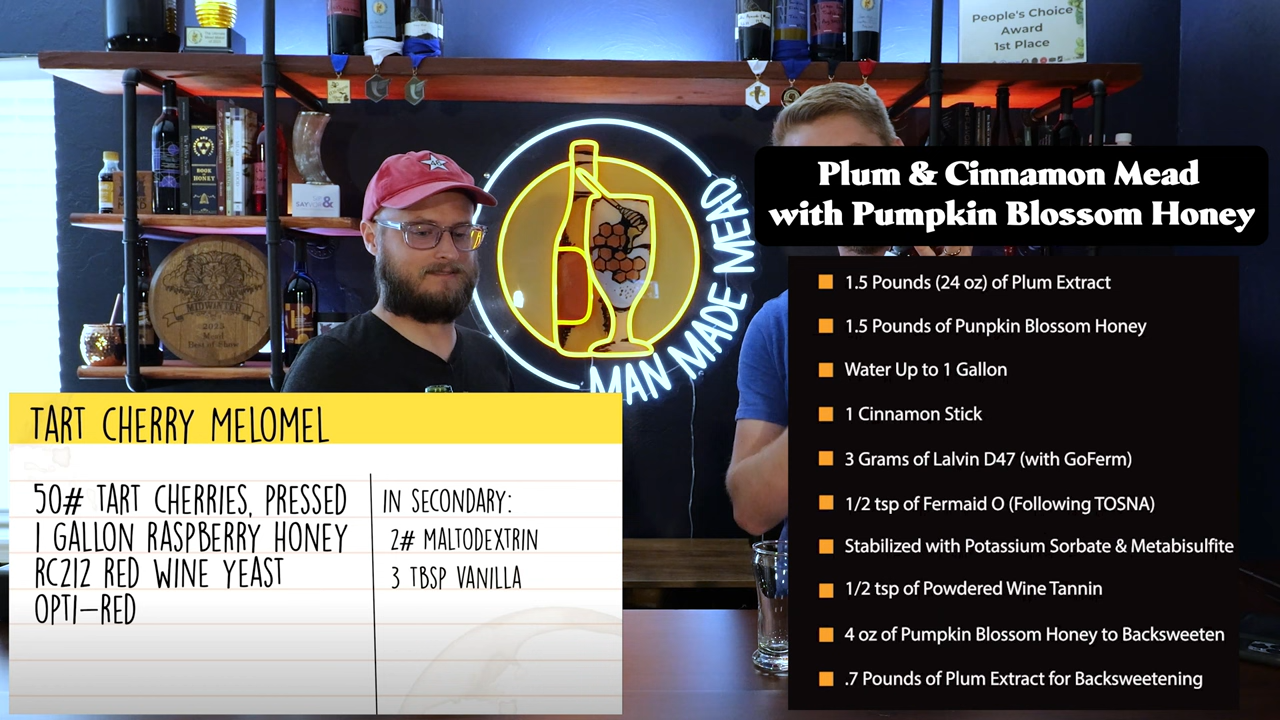 People's Choice
Award
1st Place
BOOK
HONEY
SAY
&
MIDWINTER
2023
Mead
Best of Show
MAN MADE MEAD
Plum & Cinnamon Mead
with Pumpkin Blossom Honey
1.5 Pounds (24 oz) of Plum Extract
1.5 Pounds of Punpkin Blossom Honey
Water Up to 1 Gallon
1 Cinnamon Stick
3 Grams of Lalvin D47 (with GoFerm)
1/2 tsp of Fermaid O (Following TOSNA)
Stabilized with Potassium Sorbate & Metabisulfite
1/2 tsp of Powdered Wine Tannin
4 oz of Pumpkin Blossom Honey to Backsweeten
.7 Pounds of Plum Extract for Backsweetening
TART CHERRY MELOMEL
50# TART CHERRIES, PRESSED
1 GALLON RASPBERRY HONEY
RC212 RED WINE YEAST
OPTI-RED
IN SECONDARY:
2# MALTODEXTRIN
3 TBSP VANILLA